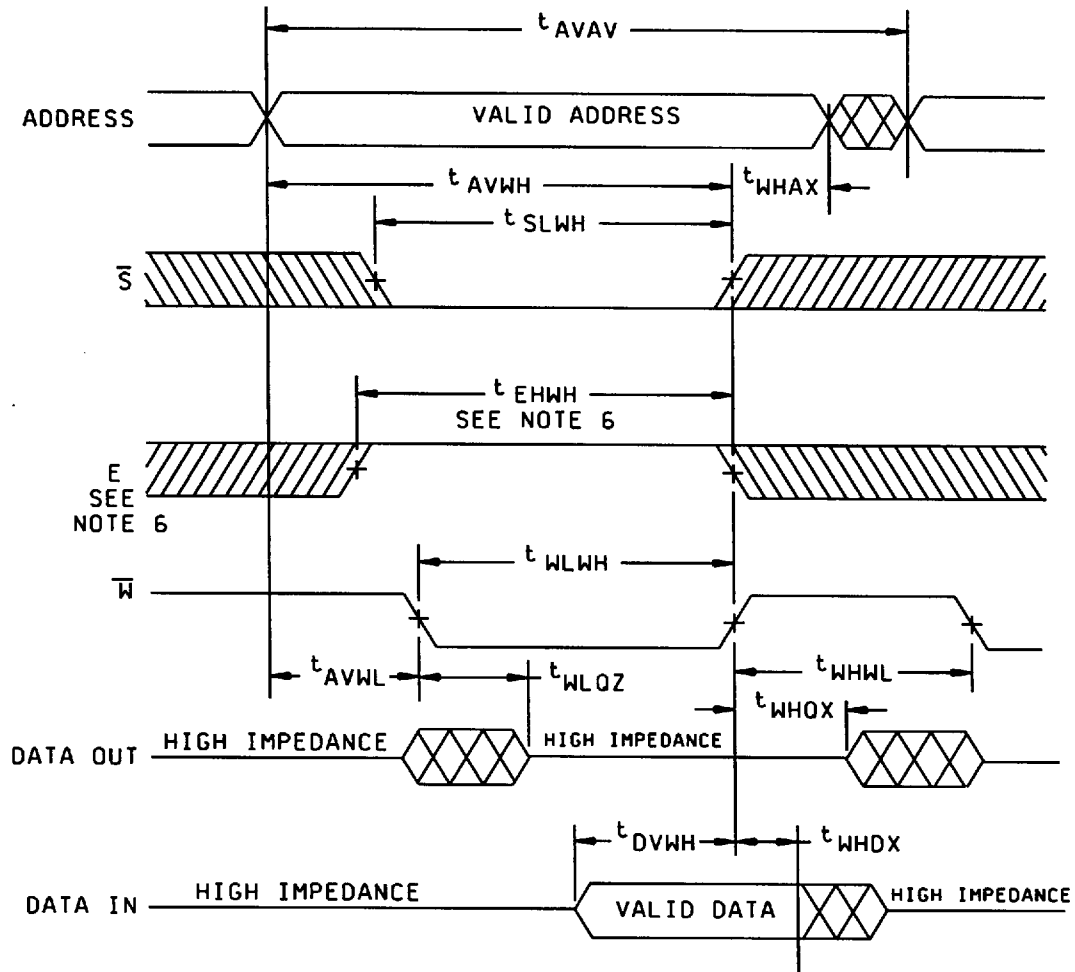 t AVAV
ADDRESS
VALID ADDRESS
t AVWH
t WHAX
t SLWH
S̅
t EHWH
SEE NOTE 6
E
SEE
NOTE 6
t WLWH
W̅
t AVWL
t WLQZ
t WHWL
t WHQX
DATA OUT
HIGH IMPEDANCE
HIGH IMPEDANCE
t DVWH
t WHDX
DATA IN
HIGH IMPEDANCE
VALID DATA
HIGH IMPEDANCE